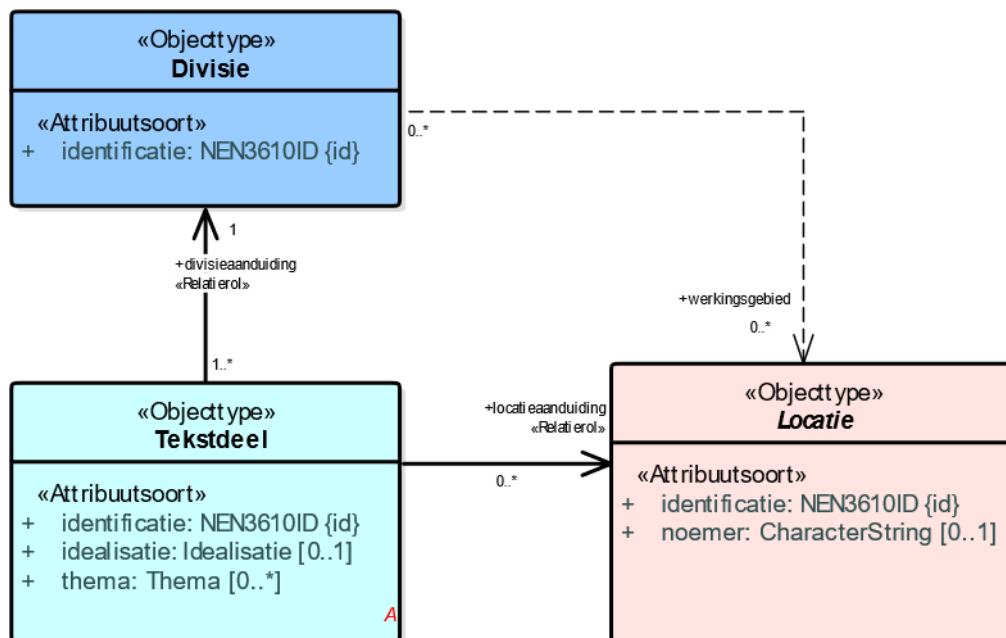 «Objecttype»
Divisie
«Attribuutsoort»
+ identificatie: NEN3610ID {id}
0..*
1
+divisieaanduiding
«Relatierol»
+werkingsgebied
0..*
1..*
«Objecttype»
Tekstdeel
«Attribuutsoort»
+ identificatie: NEN3610ID {id}
+ idealisatie: Idealisatie [0..1]
+ thema: Thema [0..*]
A
+locatieaanduiding
«Relatierol»
0..*
«Objecttype»
Locatie
«Attribuutsoort»
+ identificatie: NEN3610ID {id}
+ noemer: CharacterString [0..1]